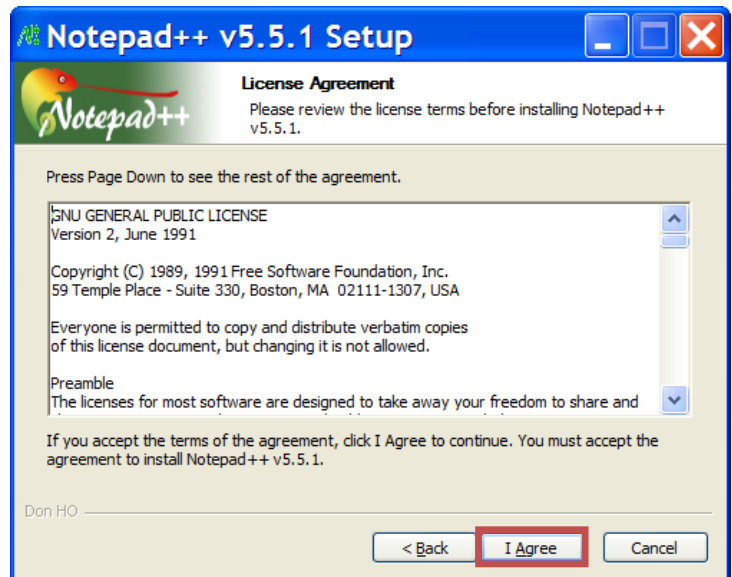 Notepad++ v5.5.1 Setup
Notepad++
License Agreement
Please review the license terms before installing Notepad++
v5.5.1.
Press Page Down to see the rest of the agreement.
GNU GENERAL PUBLIC LICENSE
Version 2, June 1991
Copyright (C) 1989, 1991 Free Software Foundation, Inc.
59 Temple Place - Suite 330, Boston, MA 02111-1307, USA
Everyone is permitted to copy and distribute verbatim copies
of this license document, but changing it is not allowed.
Preamble
The licenses for most software are designed to take away your freedom to share and
If you accept the terms of the agreement, click I Agree to continue. You must accept the
agreement to install Notepad++ v5.5.1.
Don HO
< Back I Agree Cancel